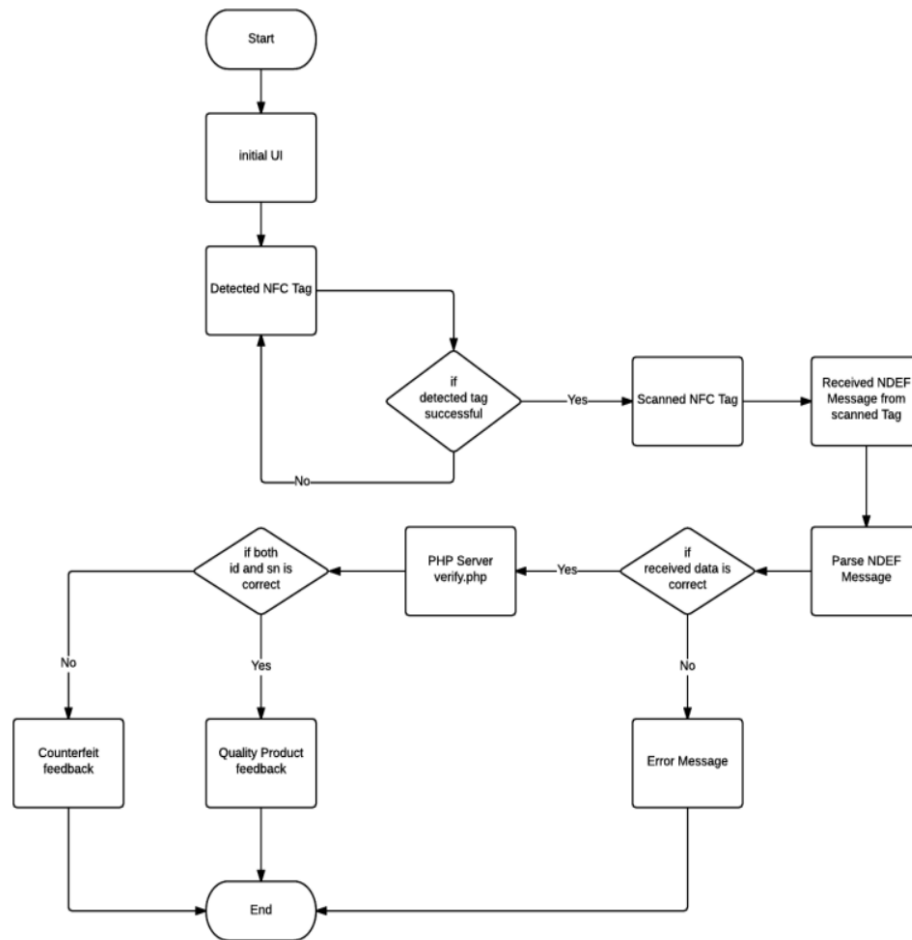 Start
initial UI
Detected NFC Tag
if
detected tag
successful
Yes
Scanned NFC Tag
Received NDEF
Message from
scanned Tag
No
if both
id and sn is
correct
PHP Server
verify.php
Yes
if
received data is
correct
Parse NDEF
Message
No
Yes
No
Counterfeit
feedback
Quality Product
feedback
Error Message
End